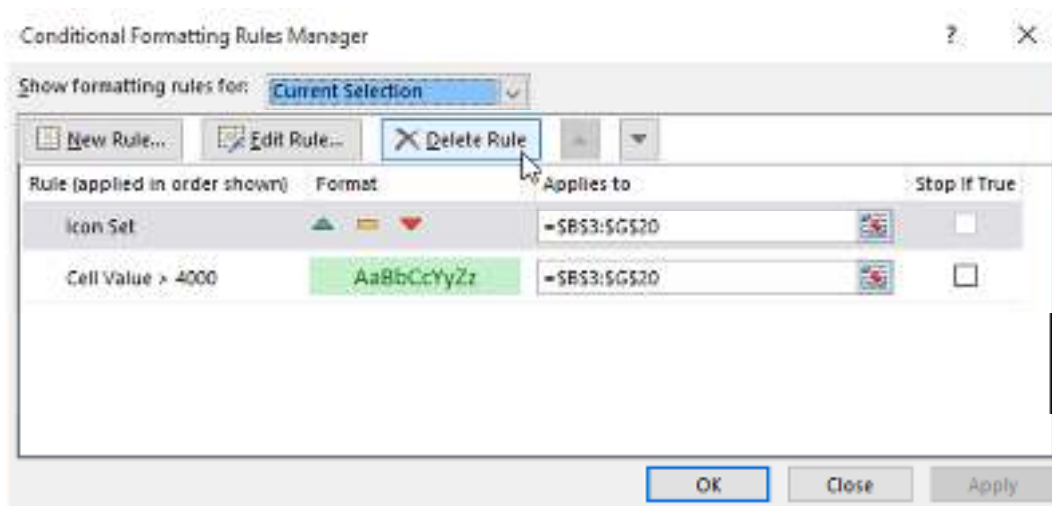 Conditional Formatting Rules Manager ?
Show formatting rules for: Current Selection
New Rule... Edit Rule... Delete Rule
Rule (applied in order shown) Format Applies to Stop If True
Icon Set =$B$3:$G$20
Cell Value > 4000 AaBbCcYyZz =$B$3:$G$20
OK Close Apply